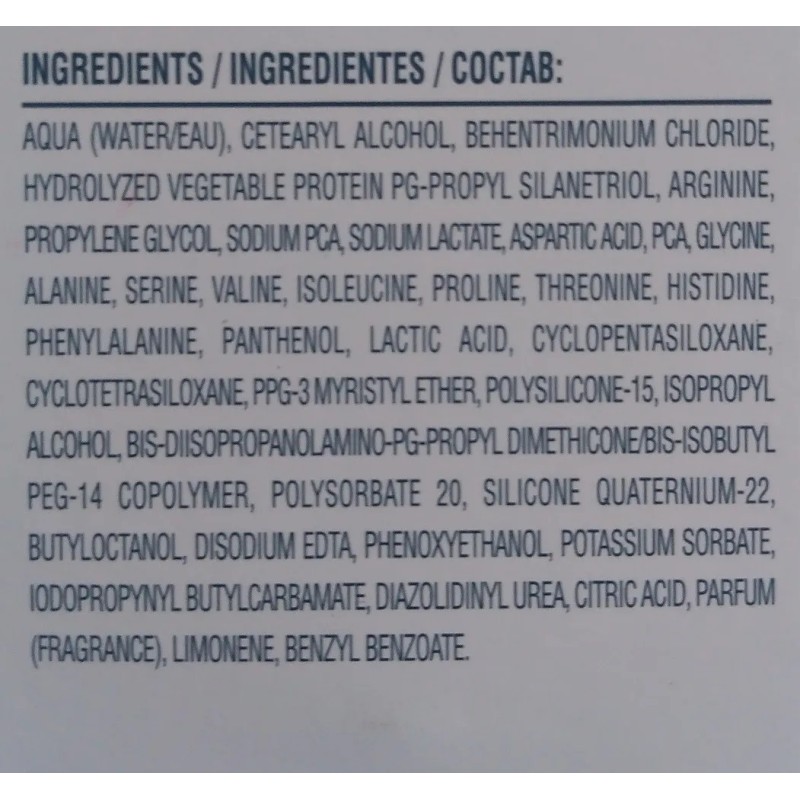 INGREDIENTS / INGREDIENTES / СОСТАВ:
AQUA (WATER/EAU), CETEARYL ALCOHOL, BEHENTRIMONIUM CHLORIDE,
HYDROLYZED VEGETABLE PROTEIN PG-PROPYL SILANETRIOL, ARGININE,
PROPYLENE GLYCOL, SODIUM PCA, SODIUM LACTATE, ASPARTIC ACID, PCA, GLYCINE,
ALANINE, SERINE, VALINE, ISOLEUCINE, PROLINE, THREONINE, HISTIDINE,
PHENYLALANINE, PANTHENOL, LACTIC ACID, CYCLOPENTASILOXANE,
CYCLOTETRASILOXANE, PPG-3 MYRISTYL ETHER, POLYSILICONE-15, ISOPROPYL
ALCOHOL, BIS-DIISOPROPANOLAMINO-PG-PROPYL DIMETHICONE/BIS-ISOBUTYL
PEG-14 COPOLYMER, POLYSORBATE 20, SILICONE QUATERNIUM-22,
BUTYLOCTANOL, DISODIUM EDTA, PHENOXYETHANOL, POTASSIUM SORBATE,
IODOPROPYNYL BUTYLCARBAMATE, DIAZOLIDINYL UREA, CITRIC ACID, PARFUM
(FRAGRANCE), LIMONENE, BENZYL BENZOATE.